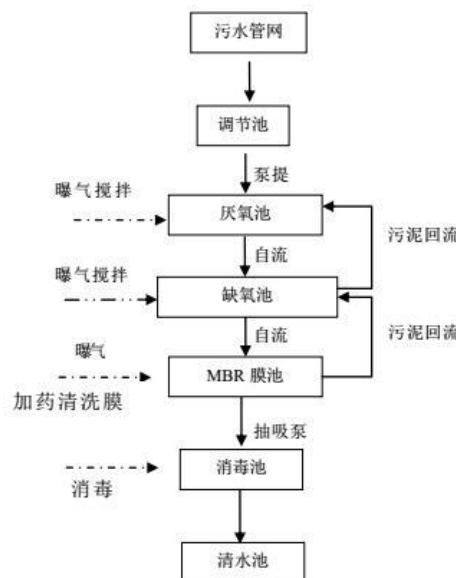 污水管网
调节池
泵提
曝气搅拌
厌氧池
污泥回流
自流
曝气搅拌
缺氧池
自流
污泥回流
曝气
MBR 膜池
加药清洗膜
抽吸泵
消毒池
消毒
清水池